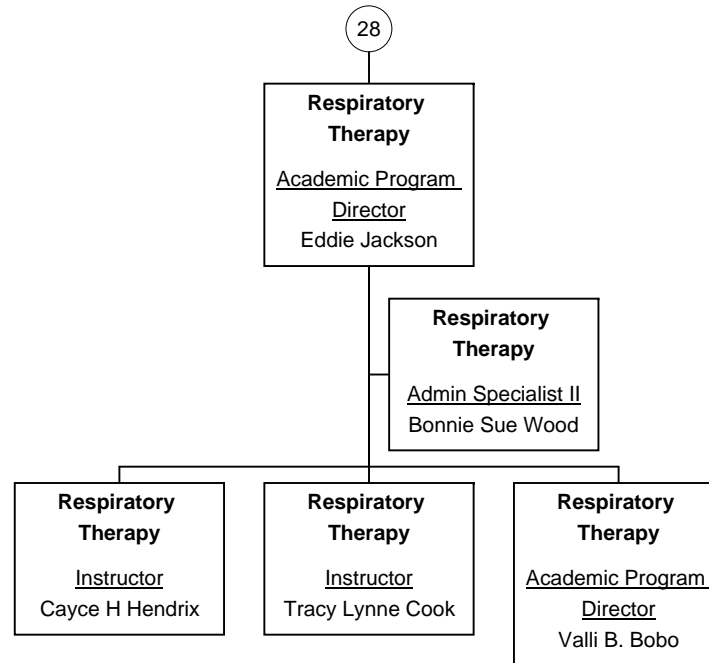 28
Respiratory
Therapy
Academic Program
Director
Eddie Jackson
Respiratory
Therapy
Admin Specialist II
Bonnie Sue Wood
Respiratory
Therapy
Instructor
Cayce H Hendrix
Respiratory
Therapy
Instructor
Tracy Lynne Cook
Respiratory
Therapy
Academic Program
Director
Valli B. Bobo